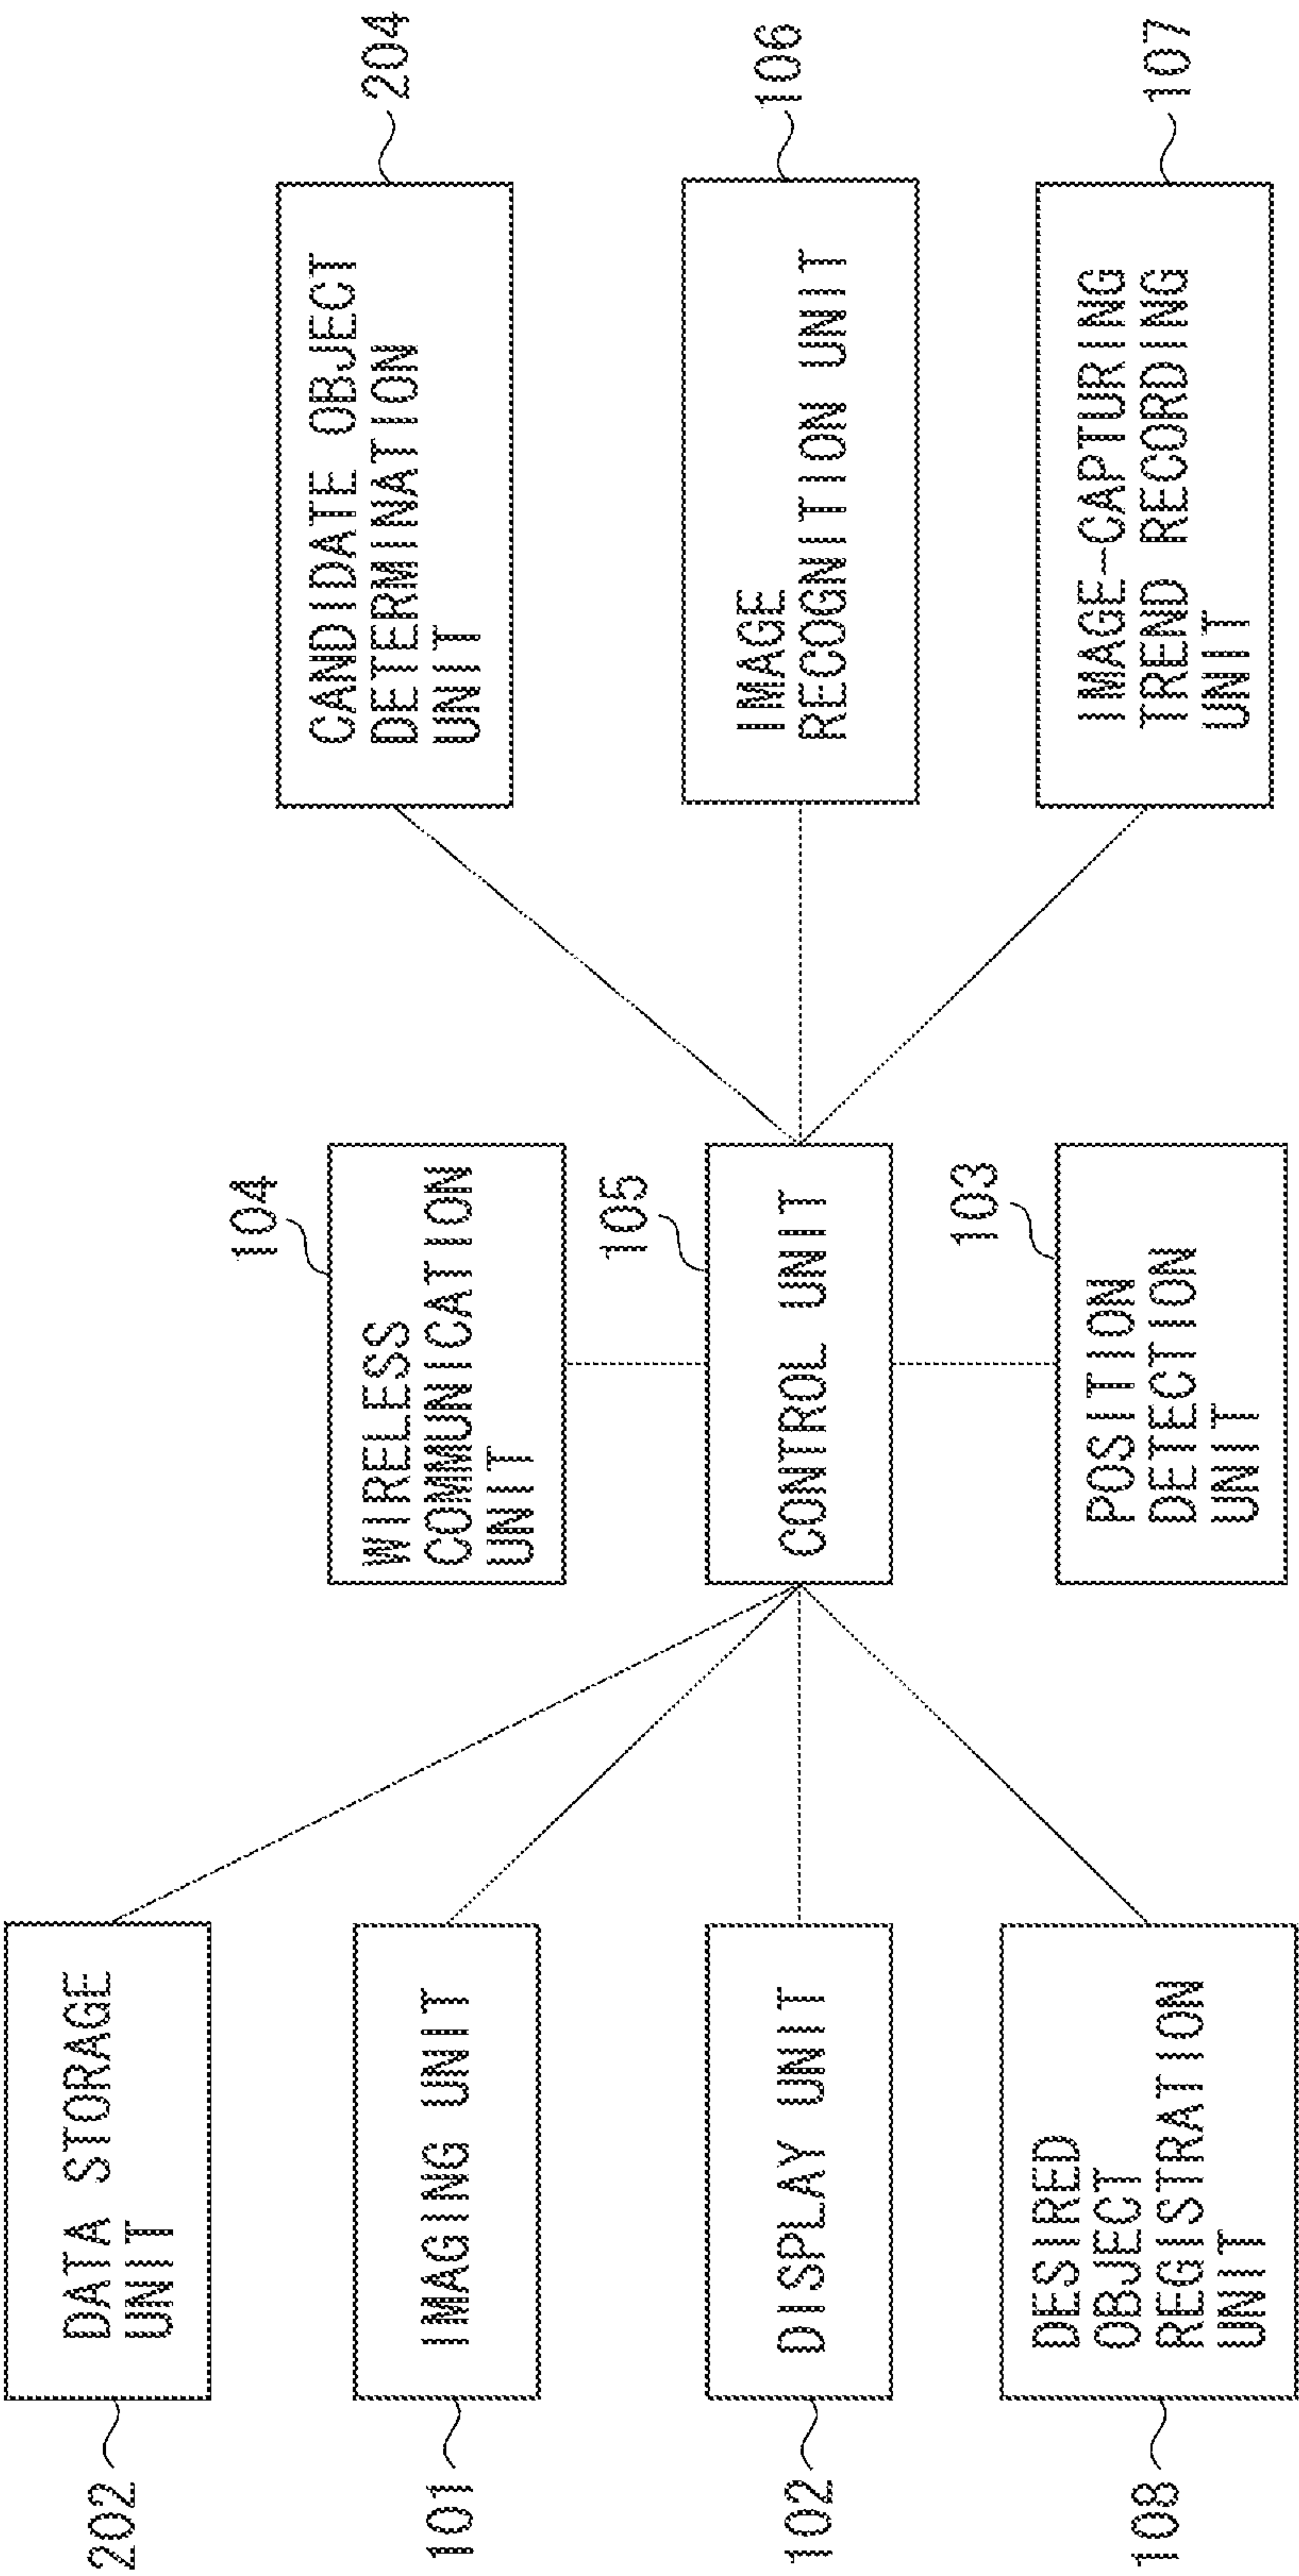 202
DATA STORAGE
UNIT
101
IMAGING UNIT
102
DISPLAY UNIT
108
DESIRED
OBJECT
REGISTRATION
UNIT
104
WIRELESS
COMMUNICATION
UNIT
105
CONTROL UNIT
103
POSITION
DETECTION
UNIT
204
CANDIDATE OBJECT
DETERMINATION
UNIT
106
IMAGE
RECOGNITION UNIT
107
IMAGE-CAPTURING
TREND RECORDING
UNIT